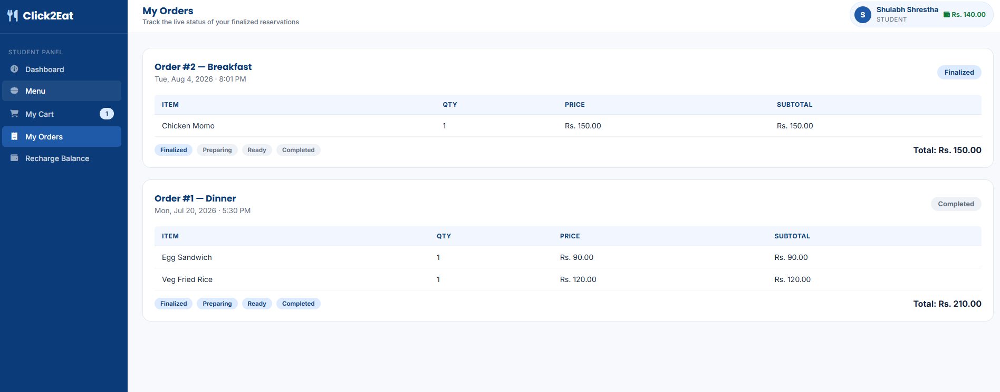 Click2Eat
STUDENT PANEL
Dashboard
Menu
My Cart 1
My Orders
Recharge Balance
My Orders
Track the live status of your finalized reservations
S
Shulabh Shrestha
STUDENT
Rs. 140.00
Order #2 — Breakfast
Tue, Aug 4, 2026 · 8:01 PM
Finalized
ITEM QTY PRICE SUBTOTAL
Chicken Momo 1 Rs. 150.00 Rs. 150.00
Finalized Preparing Ready Completed Total: Rs. 150.00
Order #1 — Dinner
Mon, Jul 20, 2026 · 5:30 PM
Completed
ITEM QTY PRICE SUBTOTAL
Egg Sandwich 1 Rs. 90.00 Rs. 90.00
Veg Fried Rice 1 Rs. 120.00 Rs. 120.00
Finalized Preparing Ready Completed Total: Rs. 210.00